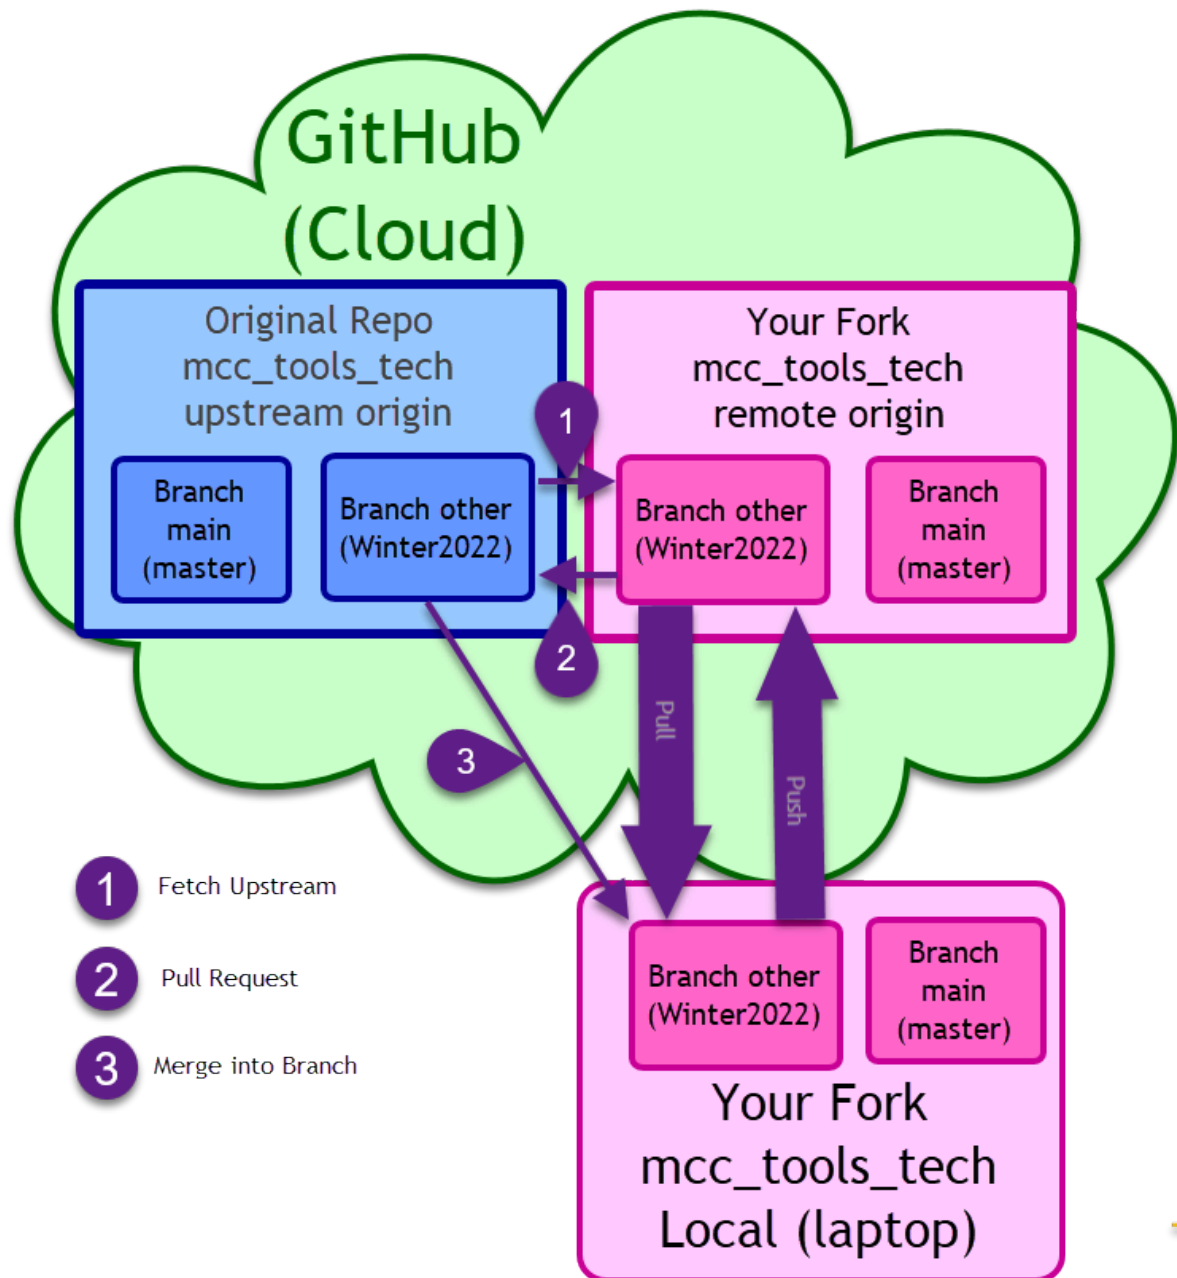 GitHub
(Cloud)
Original Repo
mcc_tools_tech
upstream origin
Your Fork
mcc_tools_tech
remote origin
1
Branch
main
(master)
Branch other
(Winter2022)
Branch other
(Winter2022)
Branch
main
(master)
2
Pull
3
Push
1 Fetch Upstream
2 Pull Request
3 Merge into Branch
Branch other
(Winter2022)
Branch
main
(master)
Your Fork
mcc_tools_tech
Local (laptop)